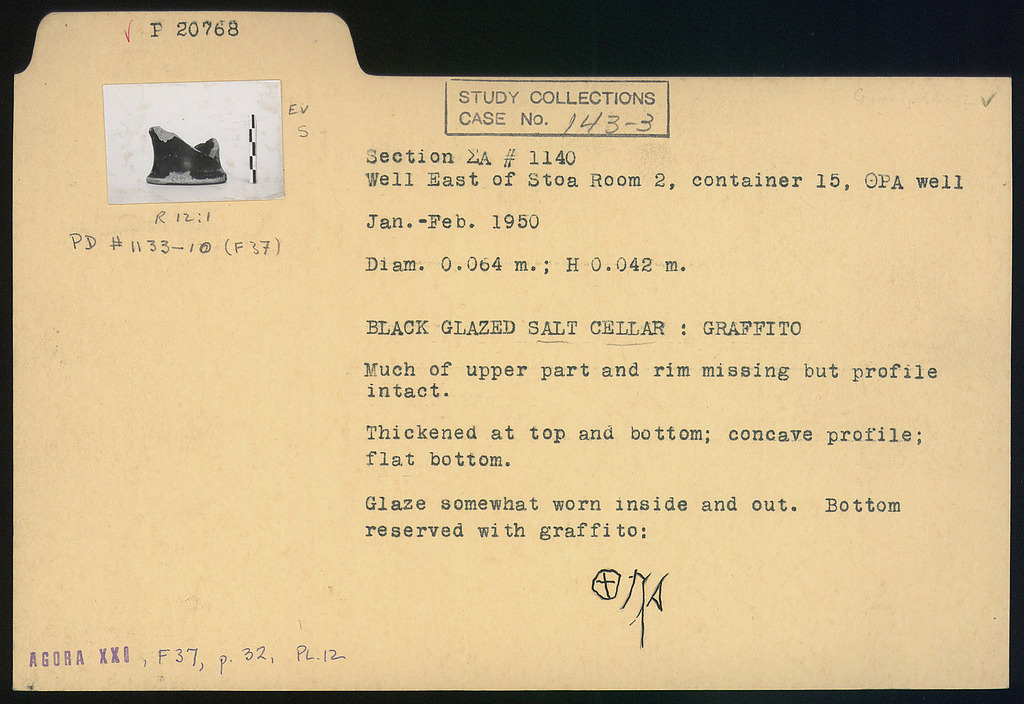 √ P 20768
EV
S
STUDY COLLECTIONS
CASE No. 143-3
Section ΣA # 1140
Well East of Stoa Room 2, container 15, ΘPA well
R 12:1
PD # 1133-10 (F37)
Jan.-Feb. 1950
Diam. 0.064 m.; H 0.042 m.
BLACK GLAZED SALT CELLAR : GRAFFITO
Much of upper part and rim missing but profile
intact.
Thickened at top and bottom; concave profile;
flat bottom.
Glaze somewhat worn inside and out. Bottom
reserved with graffito:
AGORA XXI, F37, p. 32, PL. 12